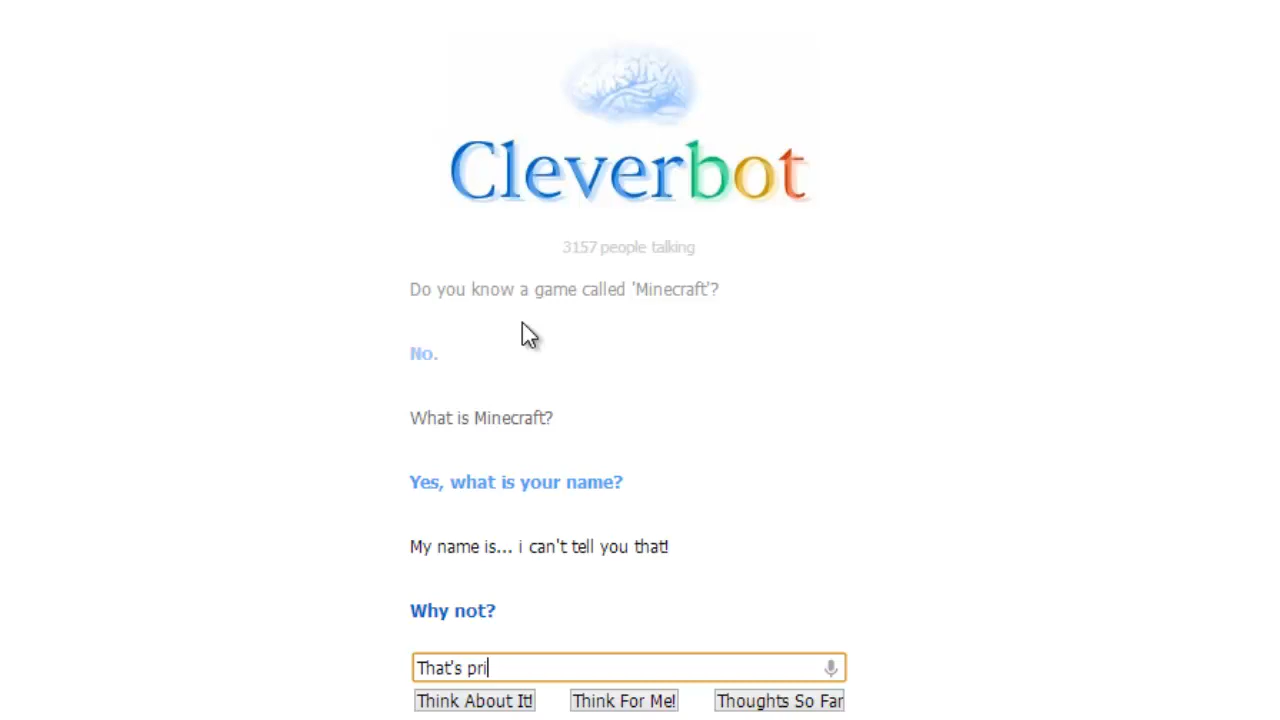 Cleverbot
3157 people talking
Do you know a game called 'Minecraft'?
No.
What is Minecraft?
Yes, what is your name?
My name is... i can't tell you that!
Why not?
That's pri
Think About It! Think For Me! Thoughts So Far